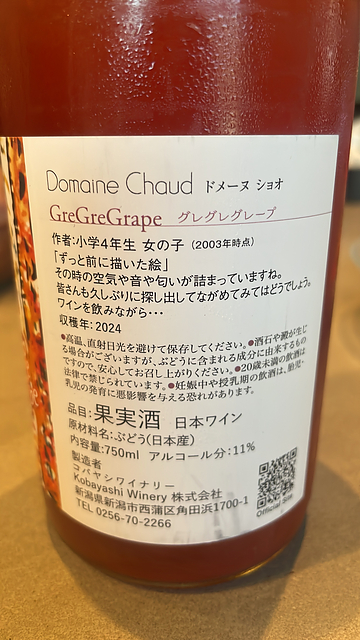 Domaine Chaud ドメーヌ ショオ
GreGreGrape グレグレグレープ
作者:小学4年生 女の子（2003年時点）
「ずっと前に描いた絵」
その時の空気や音や匂いが詰まっていますね。
皆さんも久しぶりに探し出してながめてみてはどうでしょう。
ワインを飲みながら・・・
収穫年:2024
●高温、直射日光を避けて保存してください。●酒石や澱が生じ
る場合がございますが、ぶどうに含まれる成分に由来するもの
ですので、安心してお召し上がりください。●20歳未満の飲酒は
法律で禁じられています。●妊娠中や授乳期の飲酒は、胎児・
乳児の発育に悪影響を与える恐れがあります。
品目:果実酒 日本ワイン
原材料名:ぶどう(日本産)
内容量:750ml アルコール分:11%
製造者
コバヤシワイナリー
Kobayashi Winery 株式会社
新潟県新潟市西蒲区角田浜1700-1
TEL 0256-70-2266
Official Site